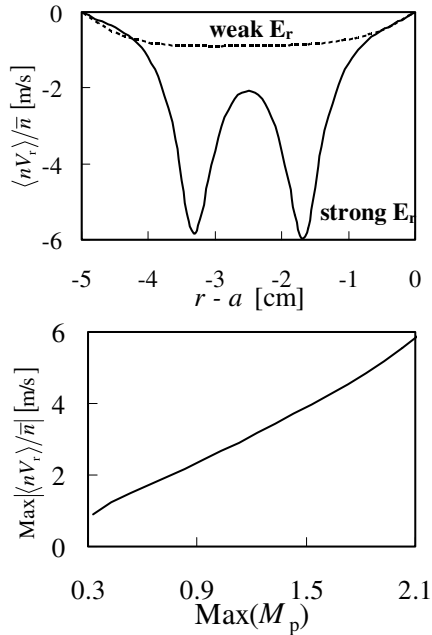 0
-2
-4
-6
⟨nV_r⟩/n̅ [m/s]
weak E_r
strong E_r
-5 -4 -3 -2 -1 0
r - a [cm]
6
4
2
0
Max|⟨nV_r⟩/n̅| [m/s]
0.3 0.9 1.5 2.1
Max(M_p)